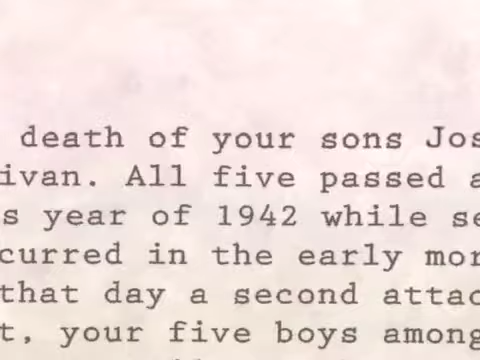 death of your sons Jos
ivan. All five passed a
s year of 1942 while se
curred in the early mor
that day a second attac
t, your five boys among